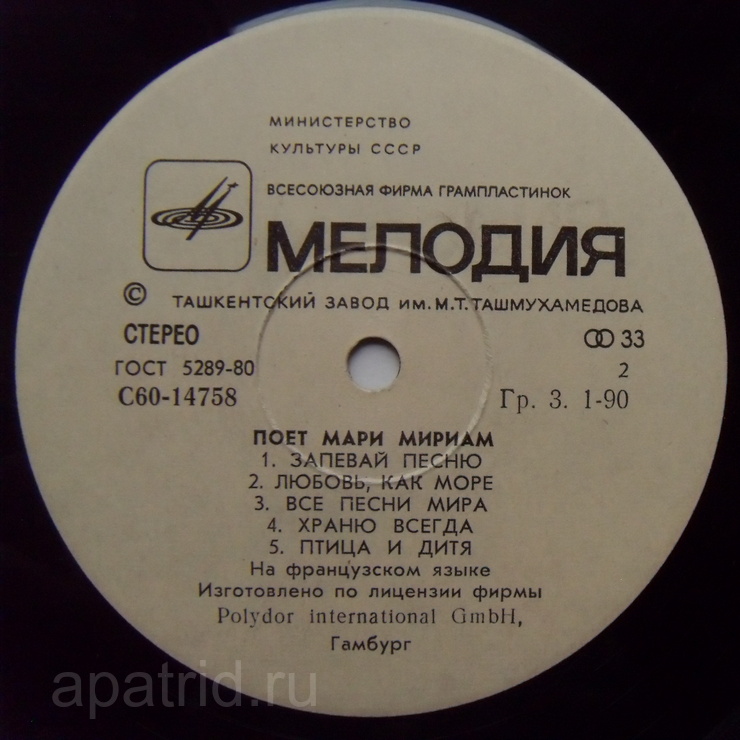 МИНИСТЕРСТВО
КУЛЬТУРЫ СССР
ВСЕСОЮЗНАЯ ФИРМА ГРАМПЛАСТИНОК
МЕЛОДИЯ
© ТАШКЕНТСКИЙ ЗАВОД ИМ. М.Т. ТАШМУХАМЕДОВА
СТЕРЕО 33
ГОСТ 5289-80 2
С60-14758 Гр. 3. 1-90
ПОЕТ МАРИ МИРИАМ
1. ЗАПЕВАЙ ПЕСНЮ
2. ЛЮБОВЬ, КАК МОРЕ
3. ВСЕ ПЕСНИ МИРА
4. ХРАНЮ ВСЕГДА
5. ПТИЦА И ДИТЯ
На французском языке
Изготовлено по лицензии фирмы
Polydor international GmbH,
Гамбург
apatrid.ru